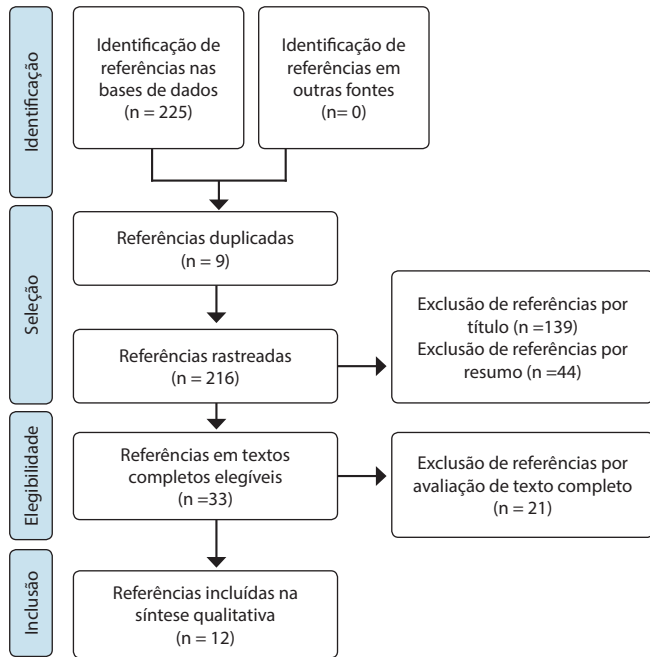 Identificação
Identificação de
referências nas
bases de dados
(n = 225)
Identificação de
referências em
outras fontes
(n= 0)
Seleção
Referências duplicadas
(n = 9)
Referências rastreadas
(n = 216)
Exclusão de referências por
título (n =139)
Exclusão de referências por
resumo (n =44)
Elegibilidade
Referências em textos
completos elegíveis
(n =33)
Exclusão de referências por
avaliação de texto completo
(n = 21)
Inclusão
Referências incluídas na
síntese qualitativa
(n = 12)